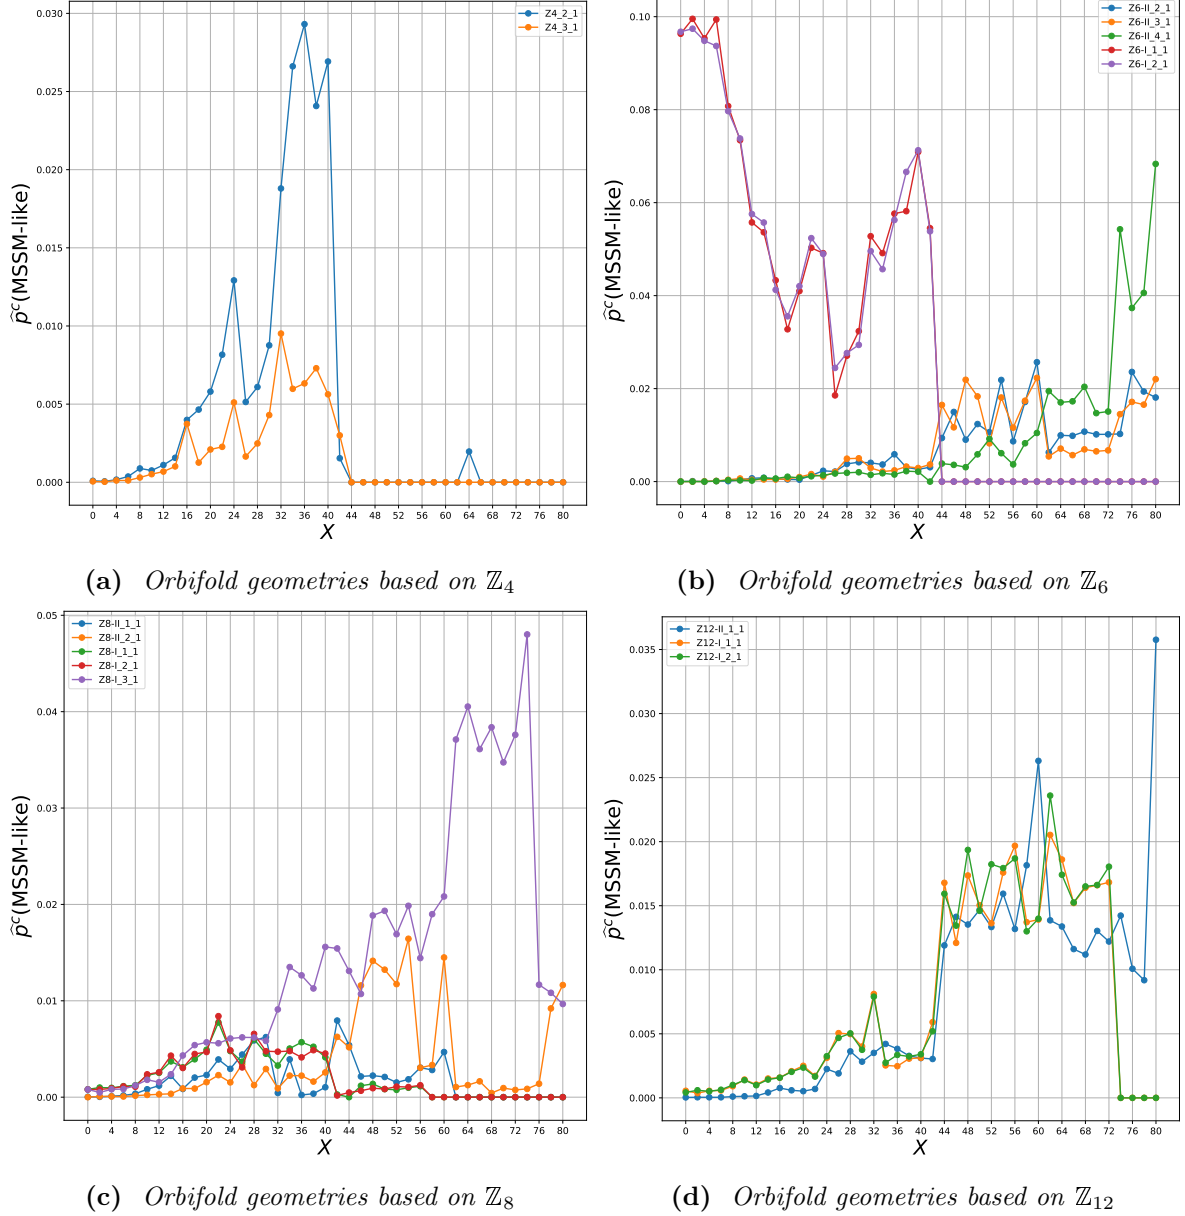 Z4_2_1
Z4_3_1
0.030
0.025
0.020
0.015
0.010
0.005
0.000
p̂ᶜ(MSSM-like)
0 4 8 12 16 20 24 28 32 36 40 44 48 52 56 60 64 68 72 76 80
X
(a) Orbifold geometries based on ℤ₄
Z6-II_2_1
Z6-II_3_1
Z6-II_4_1
Z6-I_1_1
Z6-I_2_1
0.10
0.08
0.06
0.04
0.02
0.00
p̂ᶜ(MSSM-like)
0 4 8 12 16 20 24 28 32 36 40 44 48 52 56 60 64 68 72 76 80
X
(b) Orbifold geometries based on ℤ₆
Z8-II_1_1
Z8-II_2_1
Z8-I_1_1
Z8-I_2_1
Z8-I_3_1
0.05
0.04
0.03
0.02
0.01
0.00
p̂ᶜ(MSSM-like)
0 4 8 12 16 20 24 28 32 36 40 44 48 52 56 60 64 68 72 76 80
X
(c) Orbifold geometries based on ℤ₈
Z12-II_1_1
Z12-I_1_1
Z12-I_2_1
0.035
0.030
0.025
0.020
0.015
0.010
0.005
0.000
p̂ᶜ(MSSM-like)
0 4 8 12 16 20 24 28 32 36 40 44 48 52 56 60 64 68 72 76 80
X
(d) Orbifold geometries based on ℤ₁₂